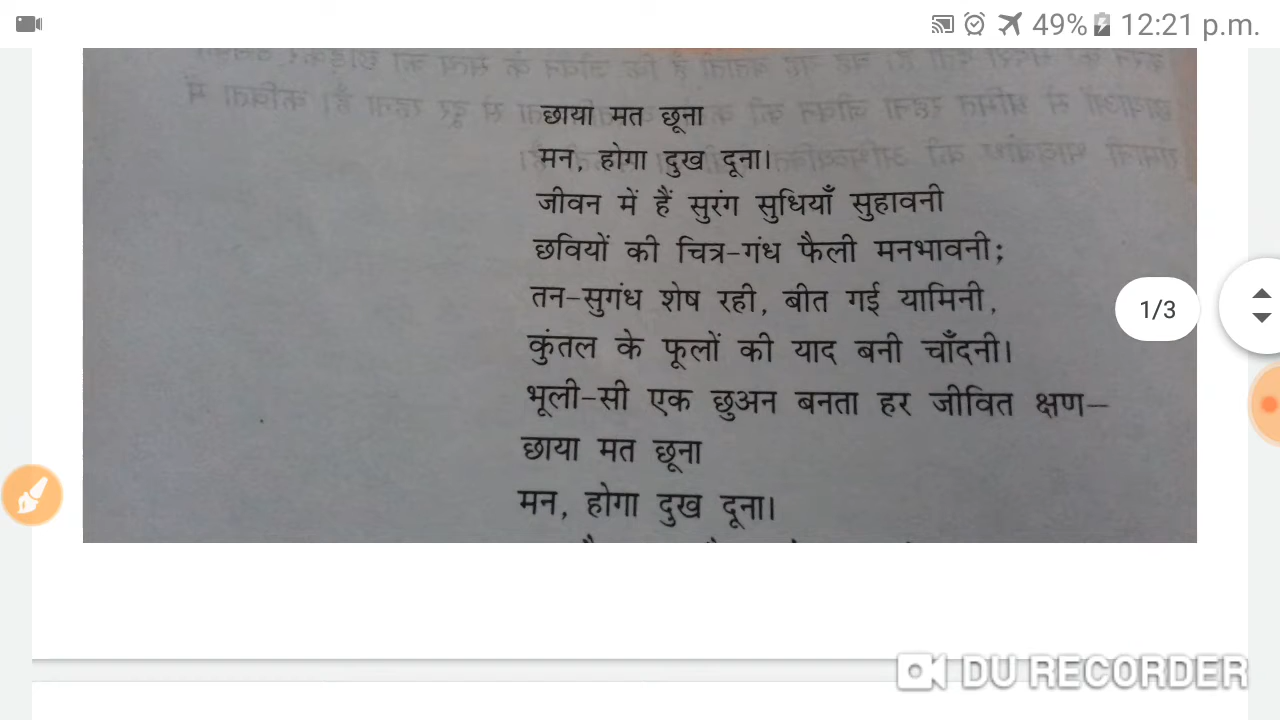 49% 12:21 p.m.
छाया मत छूना
मन, होगा दुख दूना।
जीवन में हैं सुरंग सुधियाँ सुहावनी
छवियों की चित्र-गंध फैली मनभावनी;
तन-सुगंध शेष रही, बीत गई यामिनी,
कुंतल के फूलों की याद बनी चाँदनी।
1/3
भूली-सी एक छुअन बनता हर जीवित क्षण–
छाया मत छूना
मन, होगा दुख दूना।
DU RECORDER